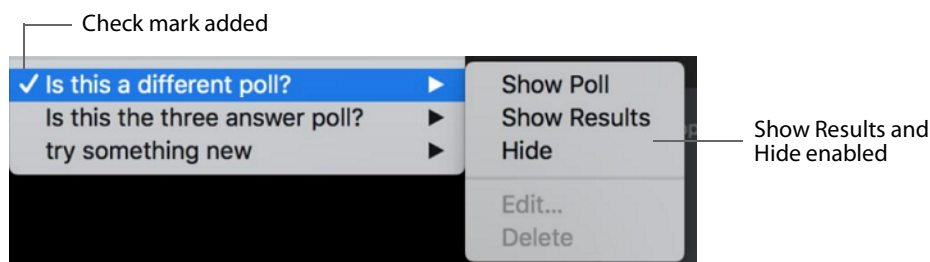 Check mark added
✓ Is this a different poll? ▶
Is this the three answer poll? ▶
try something new ▶
Show Poll
Show Results
Hide
Edit...
Delete
Show Results and
Hide enabled